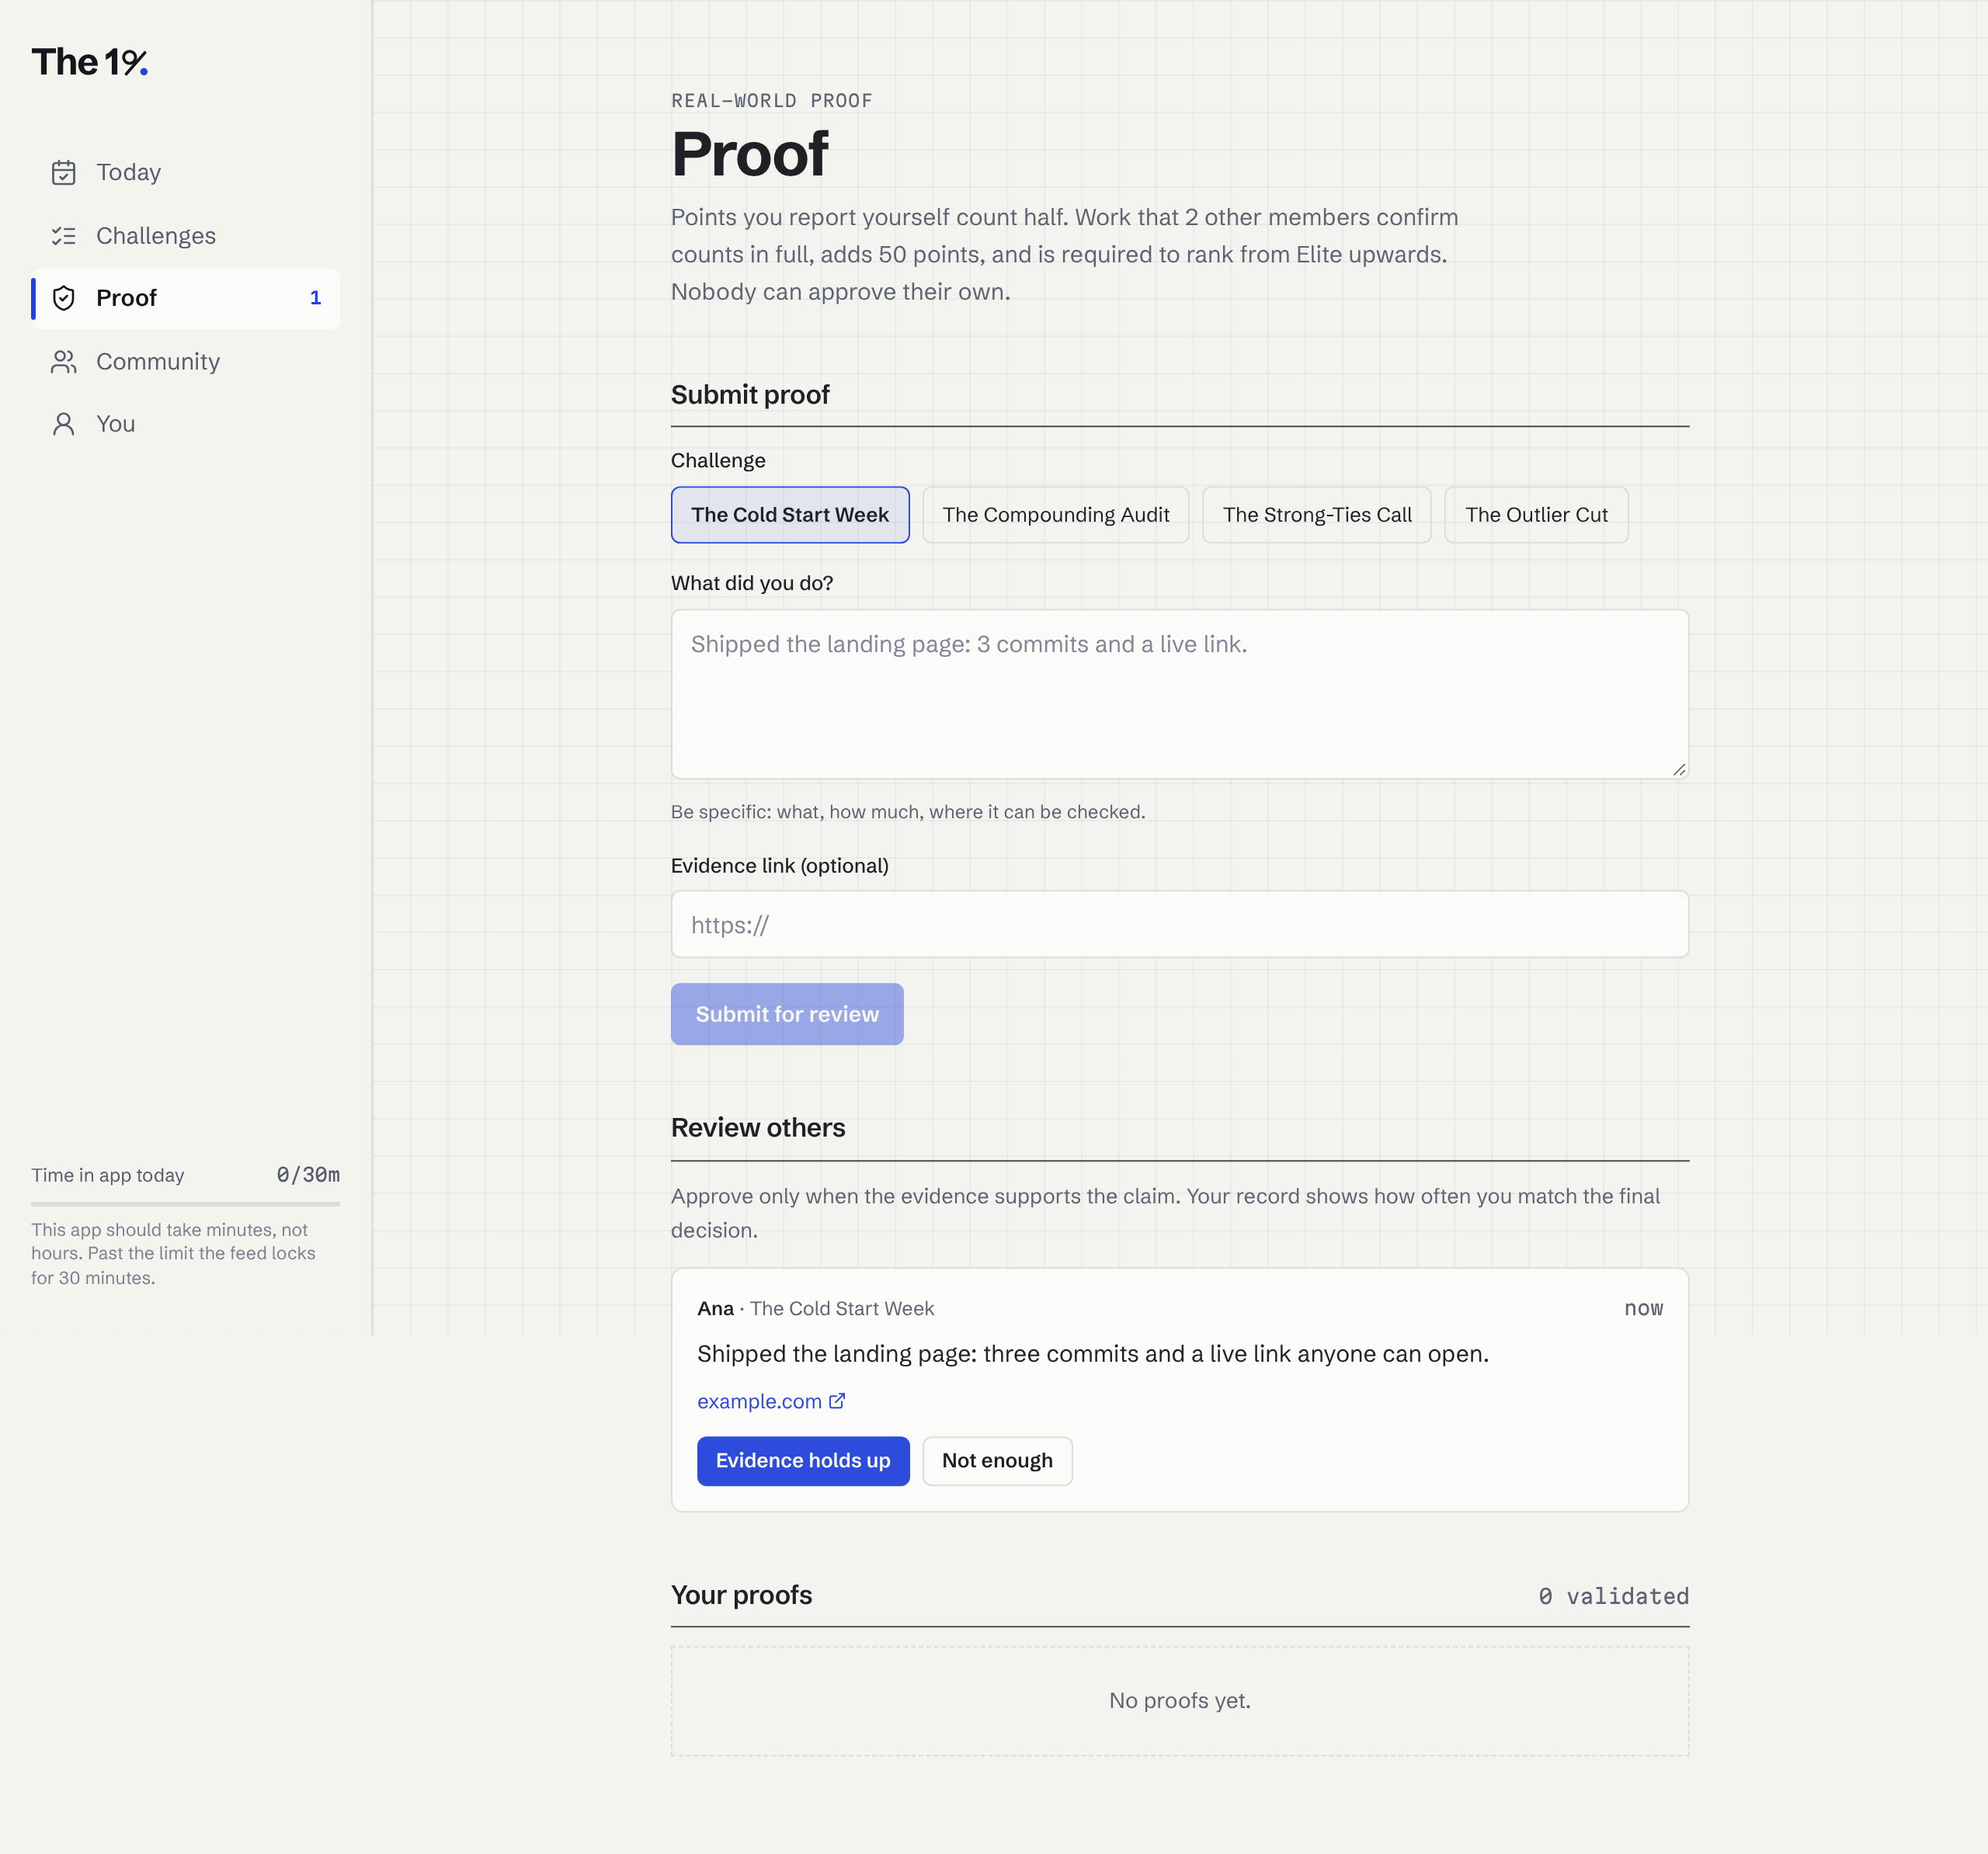 The 1%.
Today
Challenges
Proof 1
Community
You
Time in app today 0/30m
This app should take minutes, not
hours. Past the limit the feed locks
for 30 minutes.
REAL-WORLD PROOF
Proof
Points you report yourself count half. Work that 2 other members confirm
counts in full, adds 50 points, and is required to rank from Elite upwards.
Nobody can approve their own.
Submit proof
Challenge
The Cold Start Week The Compounding Audit The Strong-Ties Call The Outlier Cut
What did you do?
Shipped the landing page: 3 commits and a live link.
Be specific: what, how much, where it can be checked.
Evidence link (optional)
https://
Submit for review
Review others
Approve only when the evidence supports the claim. Your record shows how often you match the final
decision.
Ana · The Cold Start Week now
Shipped the landing page: three commits and a live link anyone can open.
example.com
Evidence holds up Not enough
Your proofs 0 validated
No proofs yet.